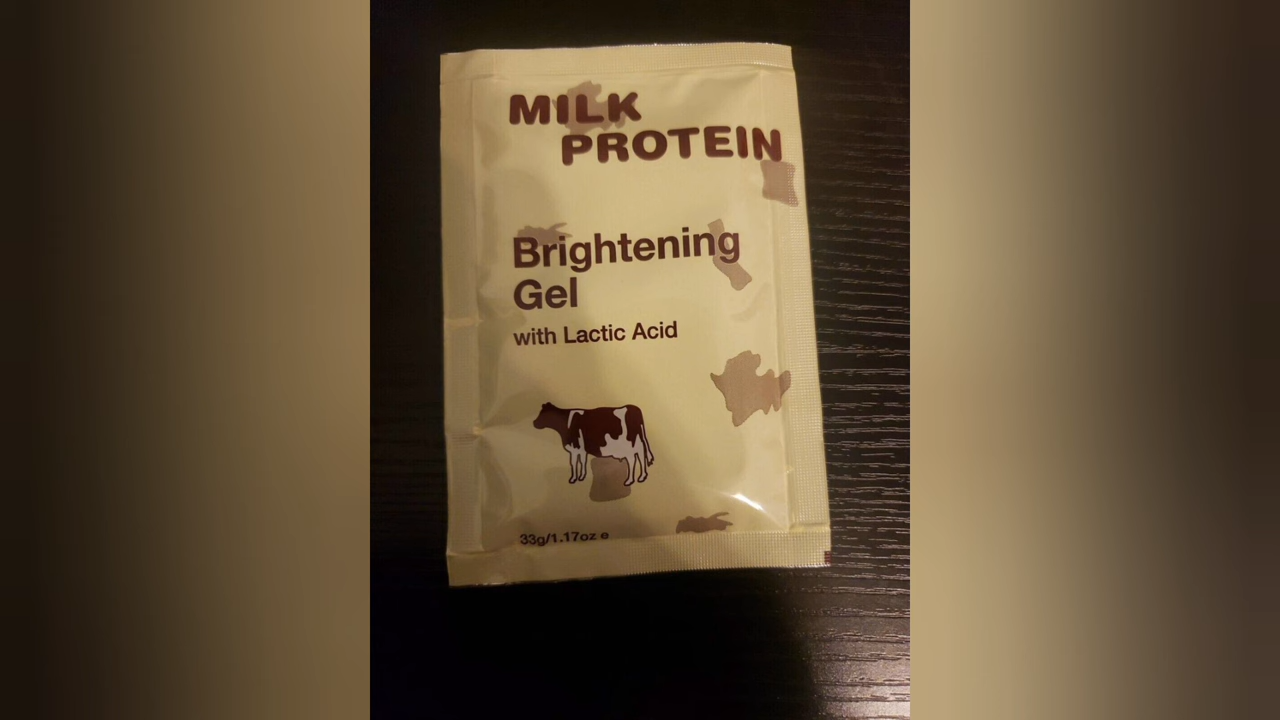 MILK
PROTEIN
Brightening
Gel
with Lactic Acid
33g/1.17oz e